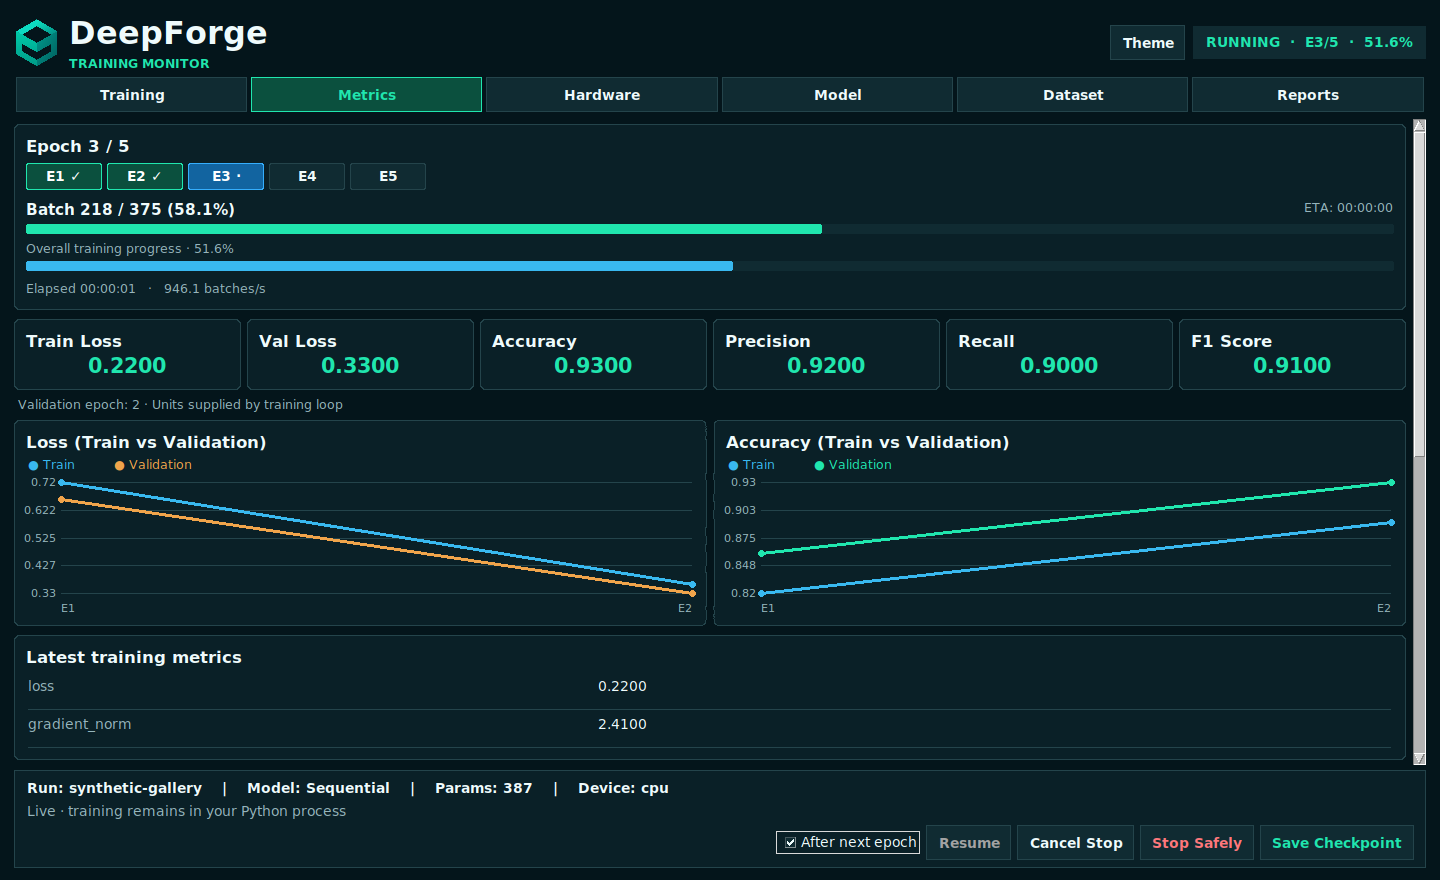 DeepForge
TRAINING MONITOR
Theme
RUNNING · E3/5 · 51.6%
Training Metrics Hardware Model Dataset Reports
Epoch 3 / 5
E1 ✓ E2 ✓ E3 · E4 E5
Batch 218 / 375 (58.1%)
ETA: 00:00:00
Overall training progress · 51.6%
Elapsed 00:00:01 · 946.1 batches/s
Train Loss
0.2200
Val Loss
0.3300
Accuracy
0.9300
Precision
0.9200
Recall
0.9000
F1 Score
0.9100
Validation epoch: 2 · Units supplied by training loop
Loss (Train vs Validation)
Train Validation
0.72
0.622
0.525
0.427
0.33
E1 E2
Accuracy (Train vs Validation)
Train Validation
0.93
0.903
0.875
0.848
0.82
E1 E2
Latest training metrics
loss 0.2200
gradient_norm 2.4100
Run: synthetic-gallery | Model: Sequential | Params: 387 | Device: cpu
Live · training remains in your Python process
After next epoch Resume Cancel Stop Stop Safely Save Checkpoint